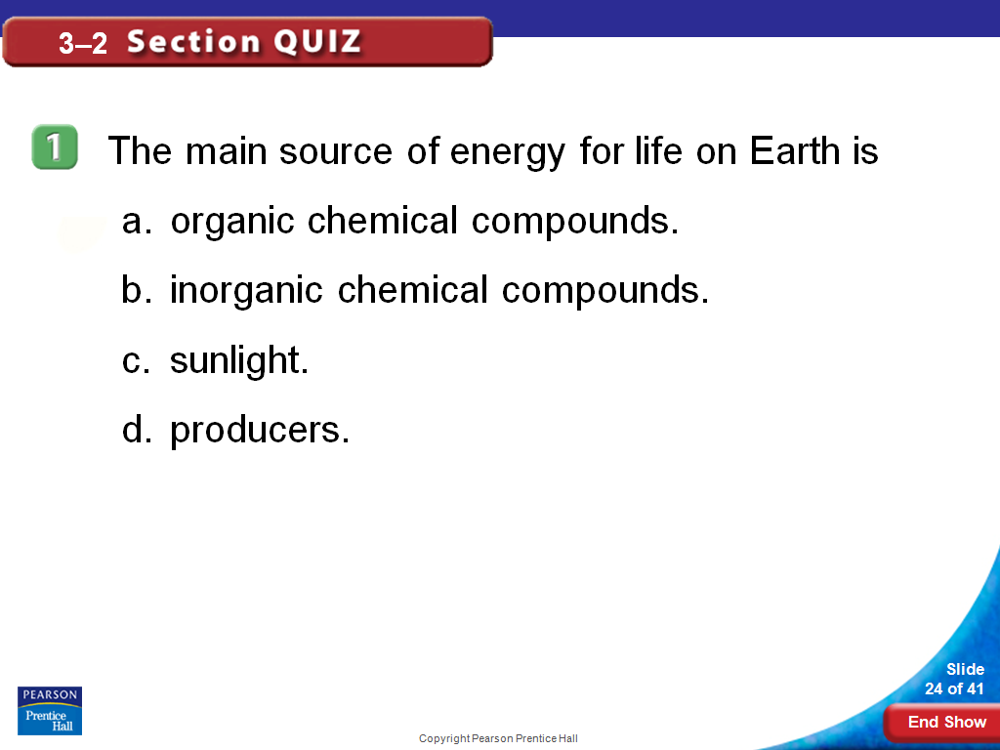 3–2 Section QUIZ
1 The main source of energy for life on Earth is
a. organic chemical compounds.
b. inorganic chemical compounds.
c. sunlight.
d. producers.
Slide
24 of 41
End Show
PEARSON
Prentice
Hall
Copyright Pearson Prentice Hall